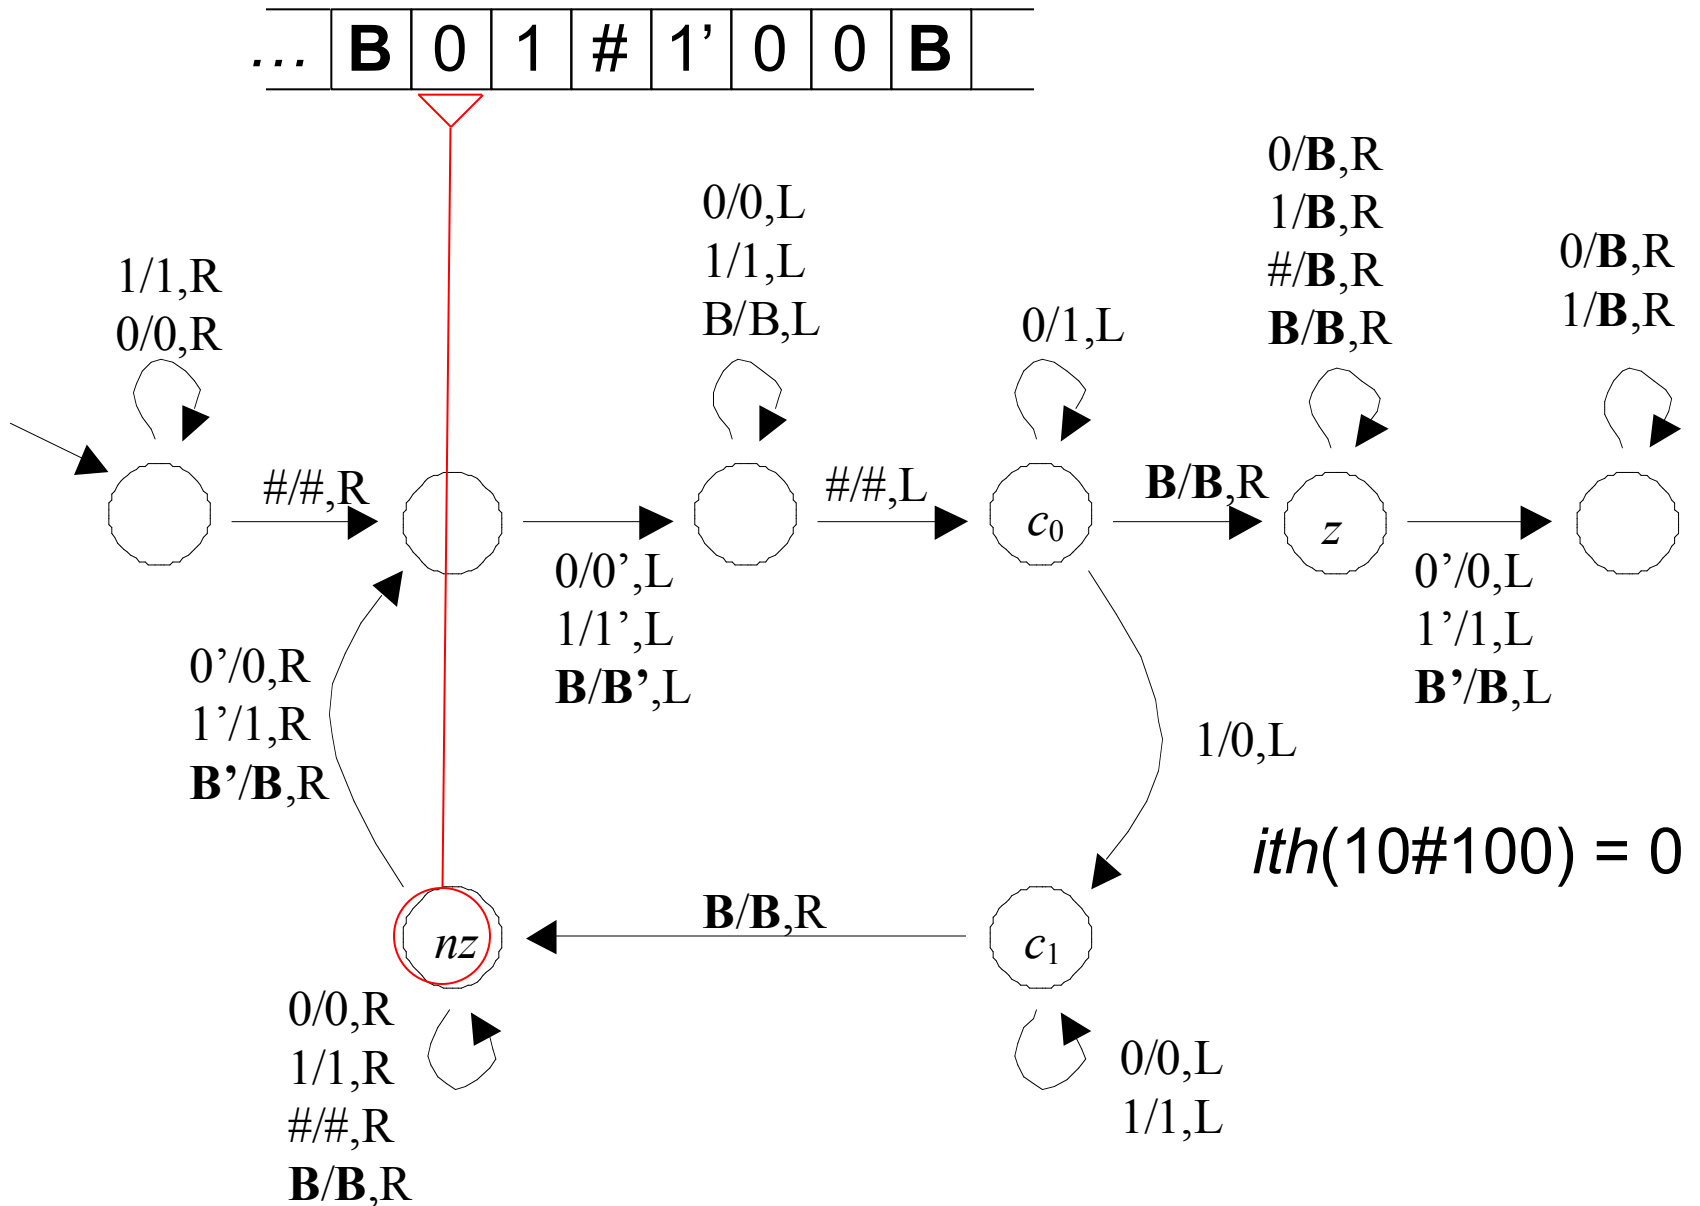 ... B 0 1 # 1’ 0 0 B
1/1,R
0/0,R
0/0,L
1/1,L
B/B,L
0/1,L
0/B,R
1/B,R
#/B,R
B/B,R
0/B,R
1/B,R
#/#,R
#/#,L
B/B,R
c0
z
0/0’,L
1/1’,L
B/B’,L
0’/0,L
1’/1,L
B’/B,L
0’/0,R
1’/1,R
B’/B,R
1/0,L
ith(10#100) = 0
B/B,R
nz
c1
0/0,R
1/1,R
#/#,R
B/B,R
0/0,L
1/1,L